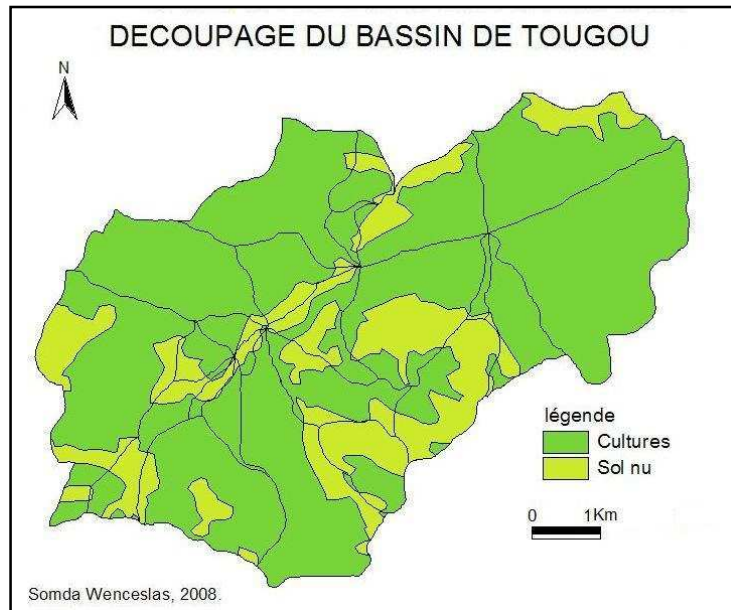 DECOUPAGE DU BASSIN DE TOUGOU
N
légende
Cultures
Sol nu
0 1Km
Somda Wenceslas, 2008.